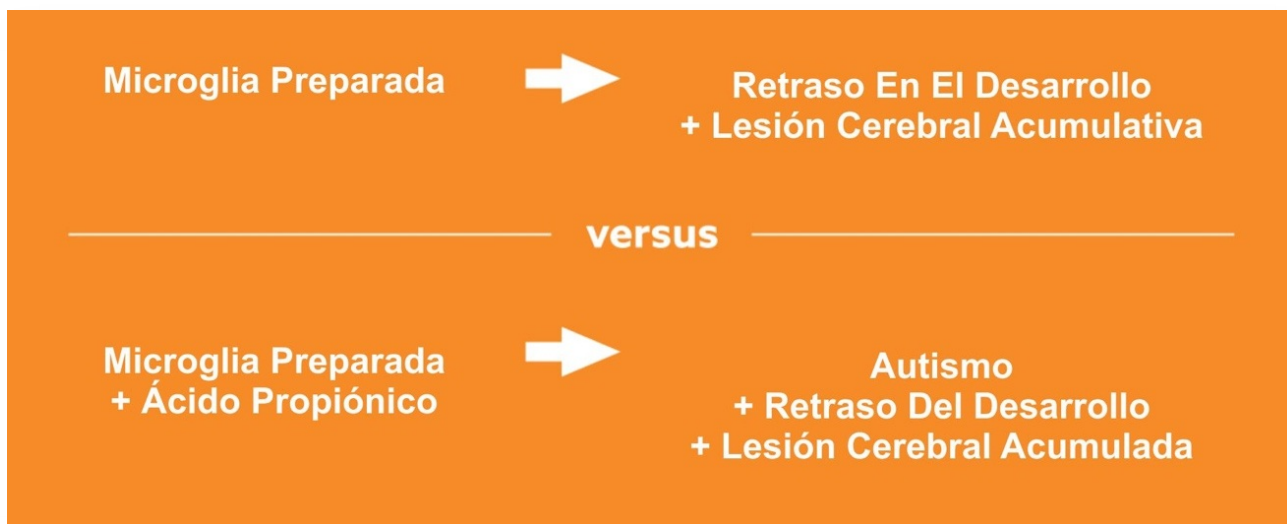 Microglia Preparada
Retraso En El Desarrollo
+ Lesión Cerebral Acumulativa
versus
Microglia Preparada
+ Ácido Propiónico
Autismo
+ Retraso Del Desarrollo
+ Lesión Cerebral Acumulada